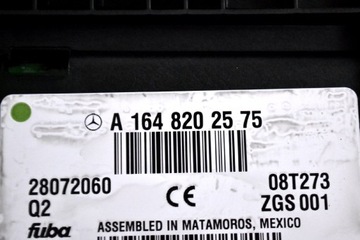 A 164 820 25 75
28072060 08T273
Q2 CE ZGS 001
fuba ASSEMBLED IN MATAMOROS, MEXICO